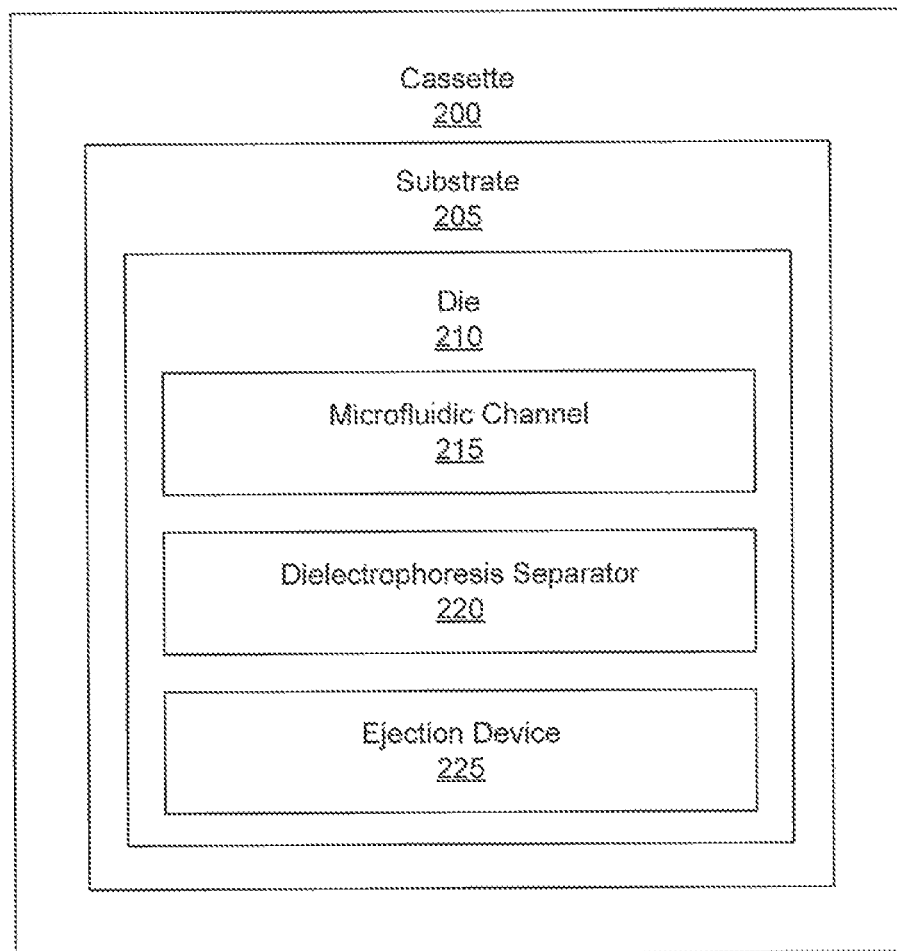 Cassette
200
Substrate
205
Die
210
Microfluidic Channel
215
Dielectrophoresis Separator
220
Ejection Device
225